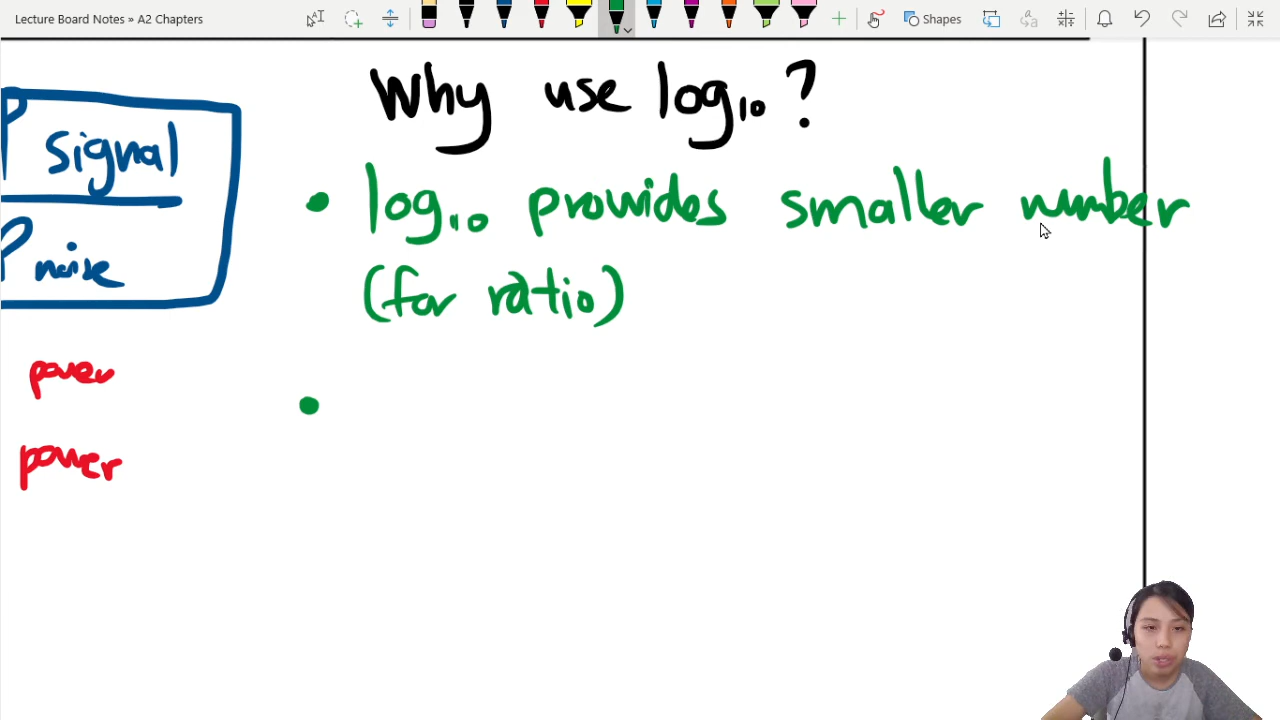 Lecture Board Notes » A2 Chapters
Shapes
Why use log₁₀?
P signal
P noise
• log₁₀ provides smaller number
(for ratio)
power
•
power